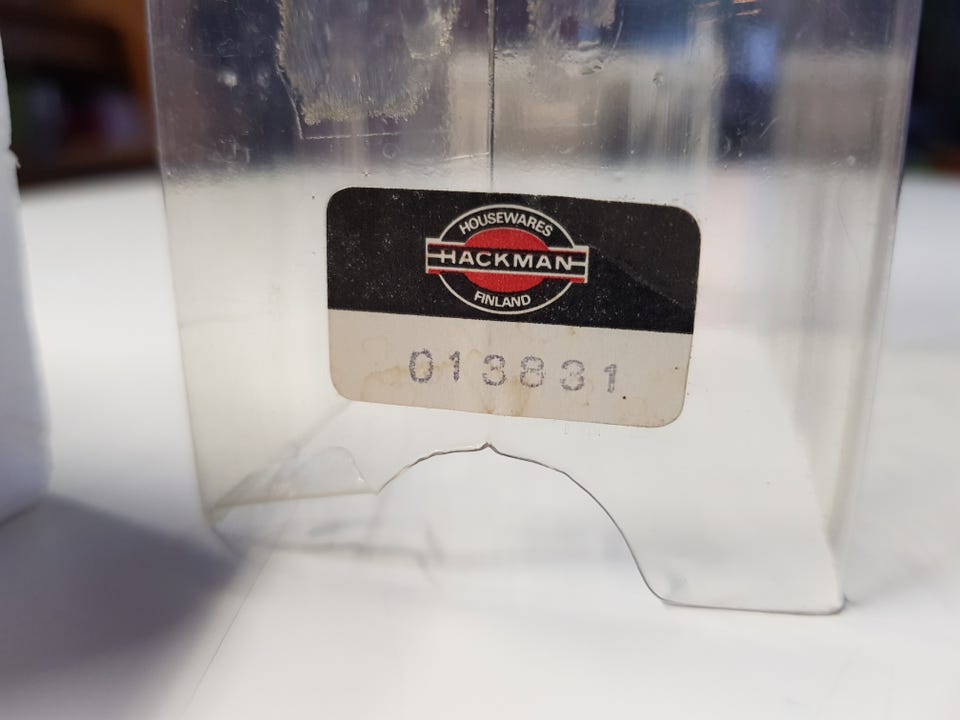 HOUSEWARES
HACKMAN
FINLAND
013831